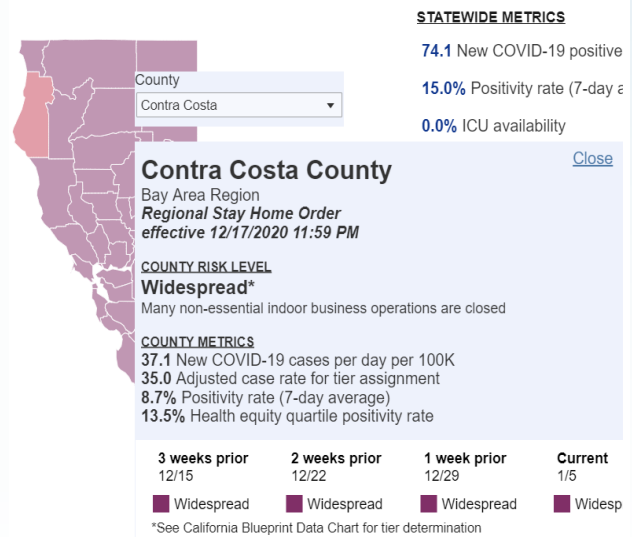 STATEWIDE METRICS
74.1 New COVID-19 positive
15.0% Positivity rate (7-day a
0.0% ICU availability
County
Contra Costa
Close
Contra Costa County
Bay Area Region
Regional Stay Home Order
effective 12/17/2020 11:59 PM
COUNTY RISK LEVEL
Widespread*
Many non-essential indoor business operations are closed
COUNTY METRICS
37.1 New COVID-19 cases per day per 100K
35.0 Adjusted case rate for tier assignment
8.7% Positivity rate (7-day average)
13.5% Health equity quartile positivity rate
3 weeks prior 2 weeks prior 1 week prior Current
12/15 12/22 12/29 1/5
Widespread Widespread Widespread Widesp
*See California Blueprint Data Chart for tier determination